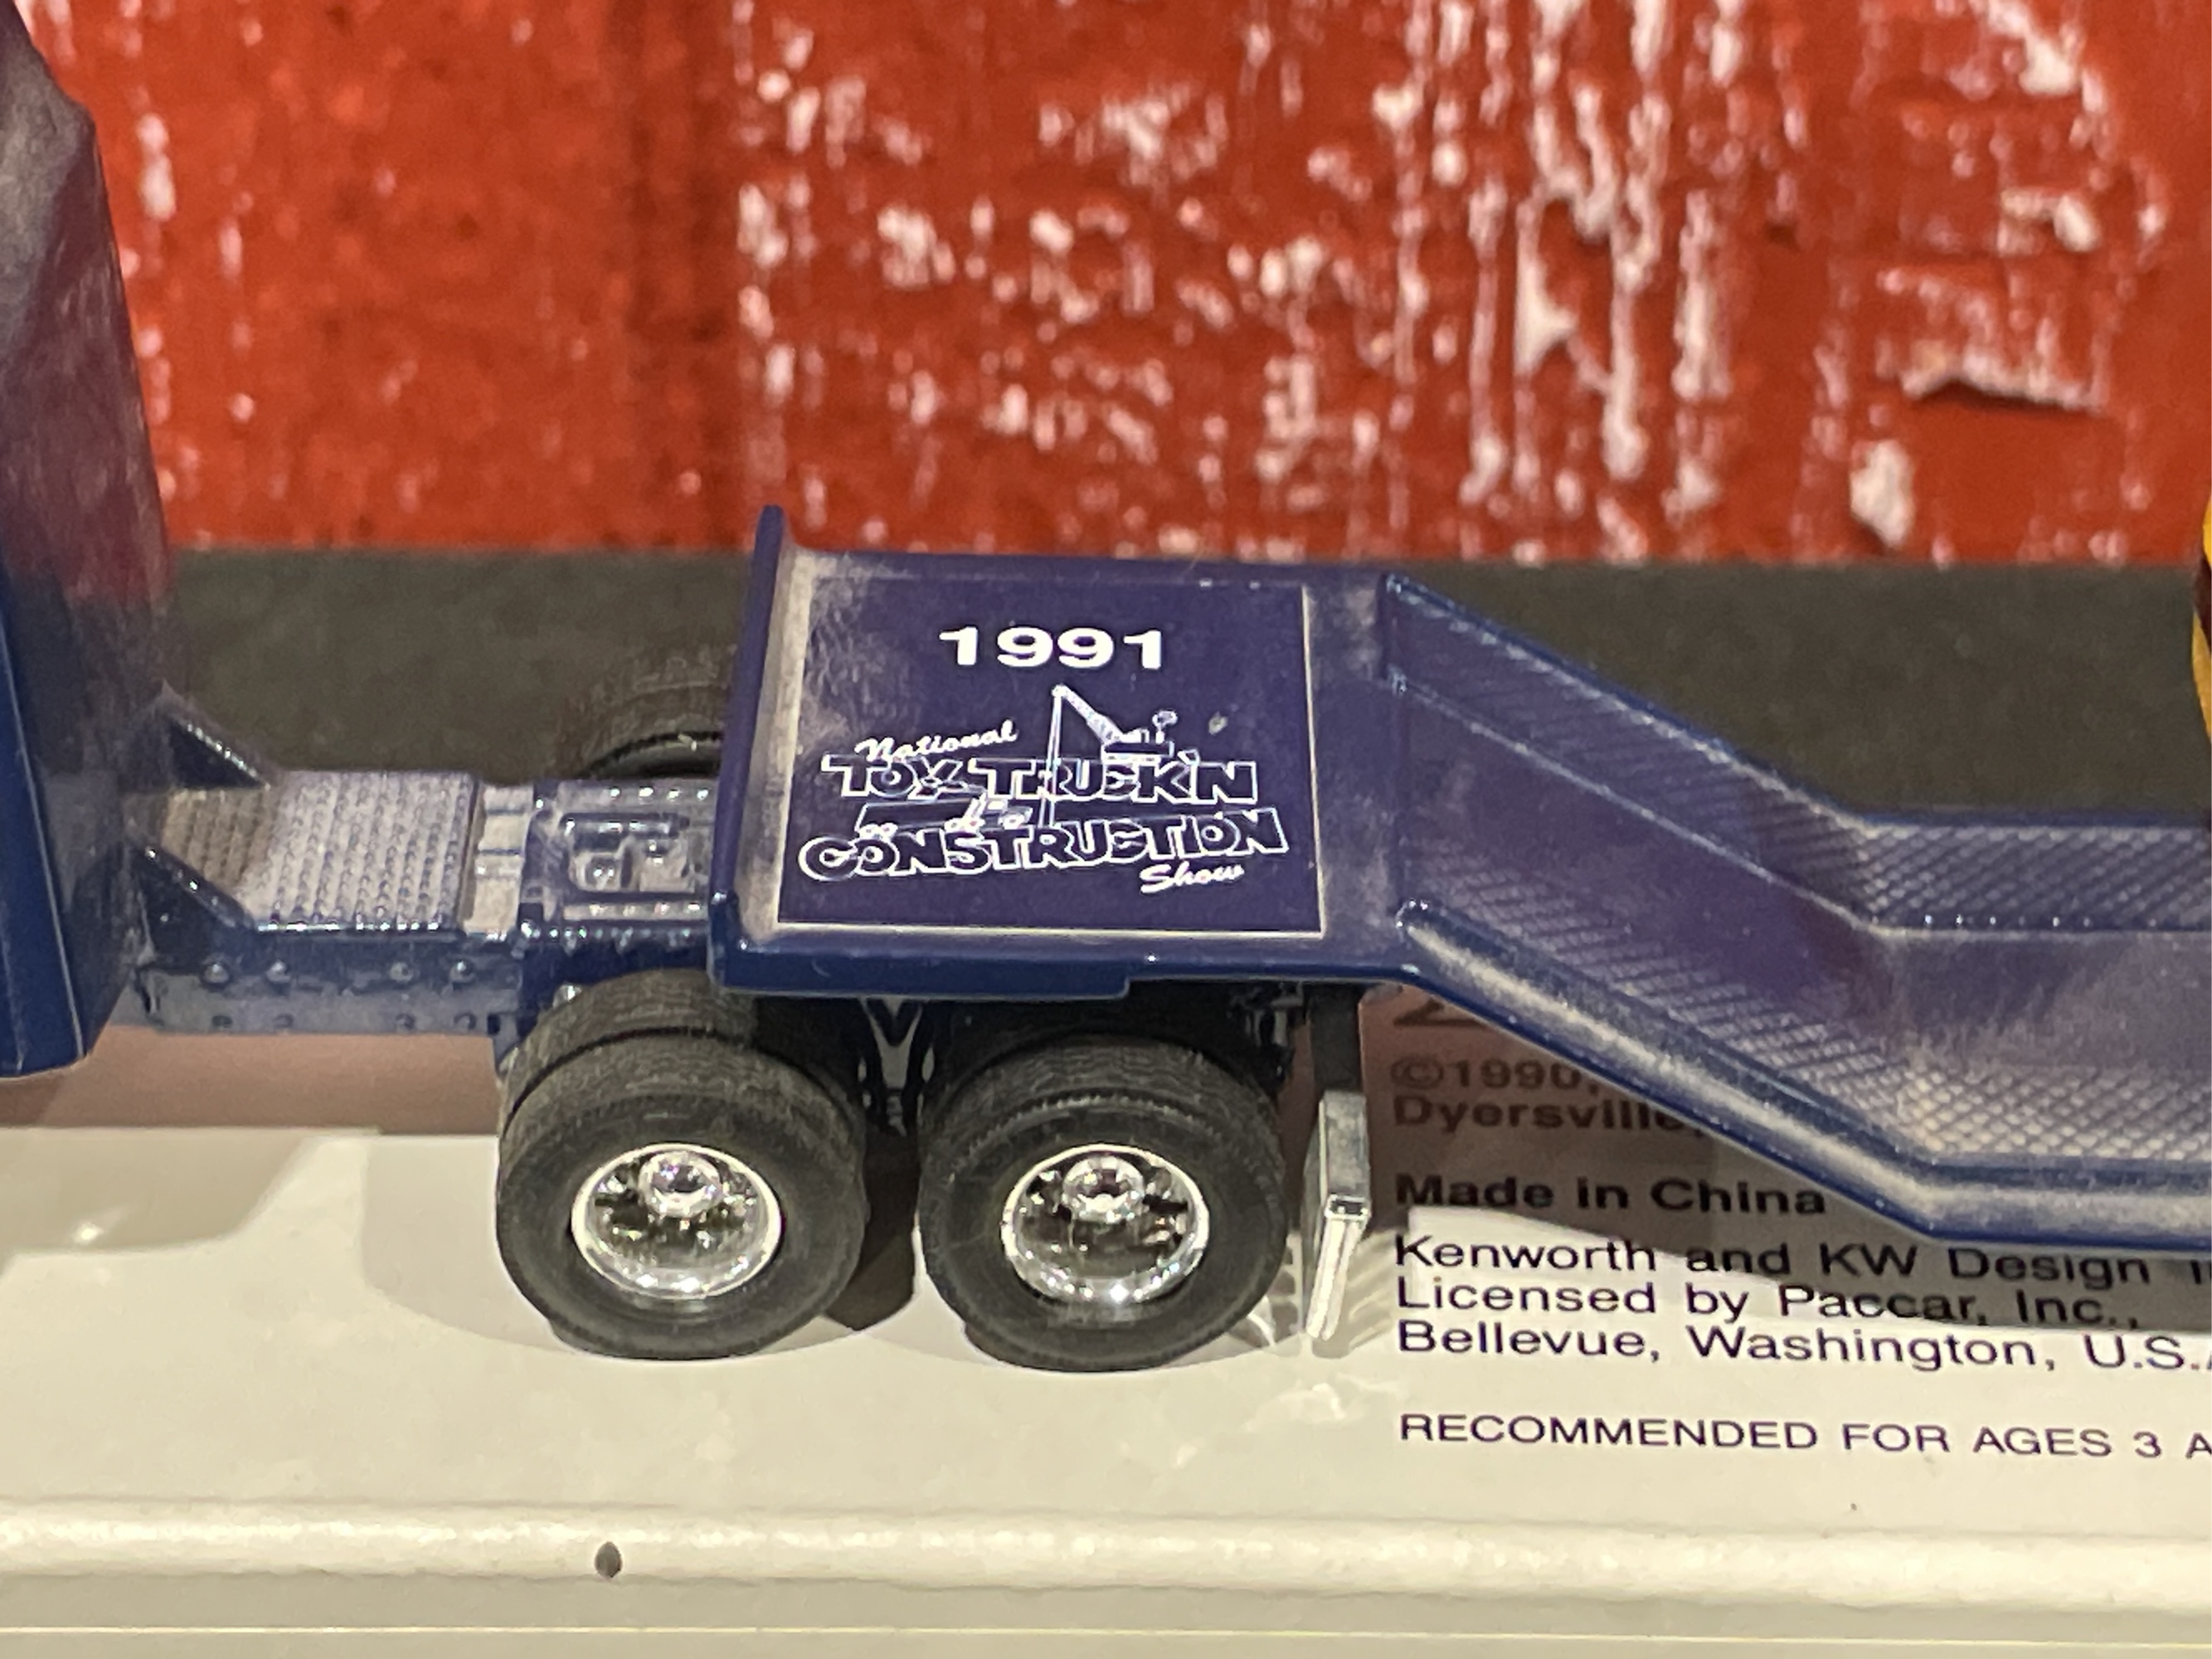 1991
National
TOY TRUCK'N
CONSTRUCTION
Show
©1990,
Dyersville,
Made in China
Kenworth and KW Design
Licensed by Paccar, Inc.,
Bellevue, Washington, U.S.
RECOMMENDED FOR AGES 3